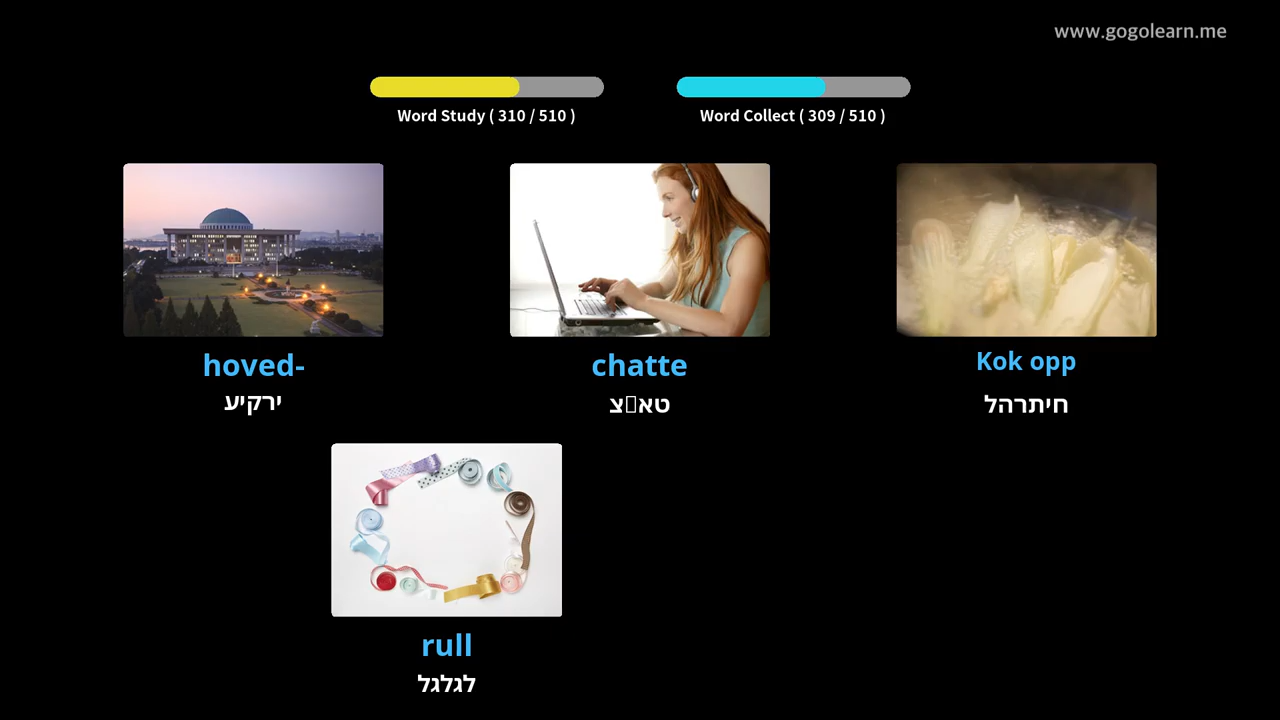 www.gogolearn.me
Word Study ( 310 / 510 )
Word Collect ( 309 / 510 )
hoved-
ירקיע
chatte
טא▯צ
Kok opp
חיתרהל
rull
לגלגל